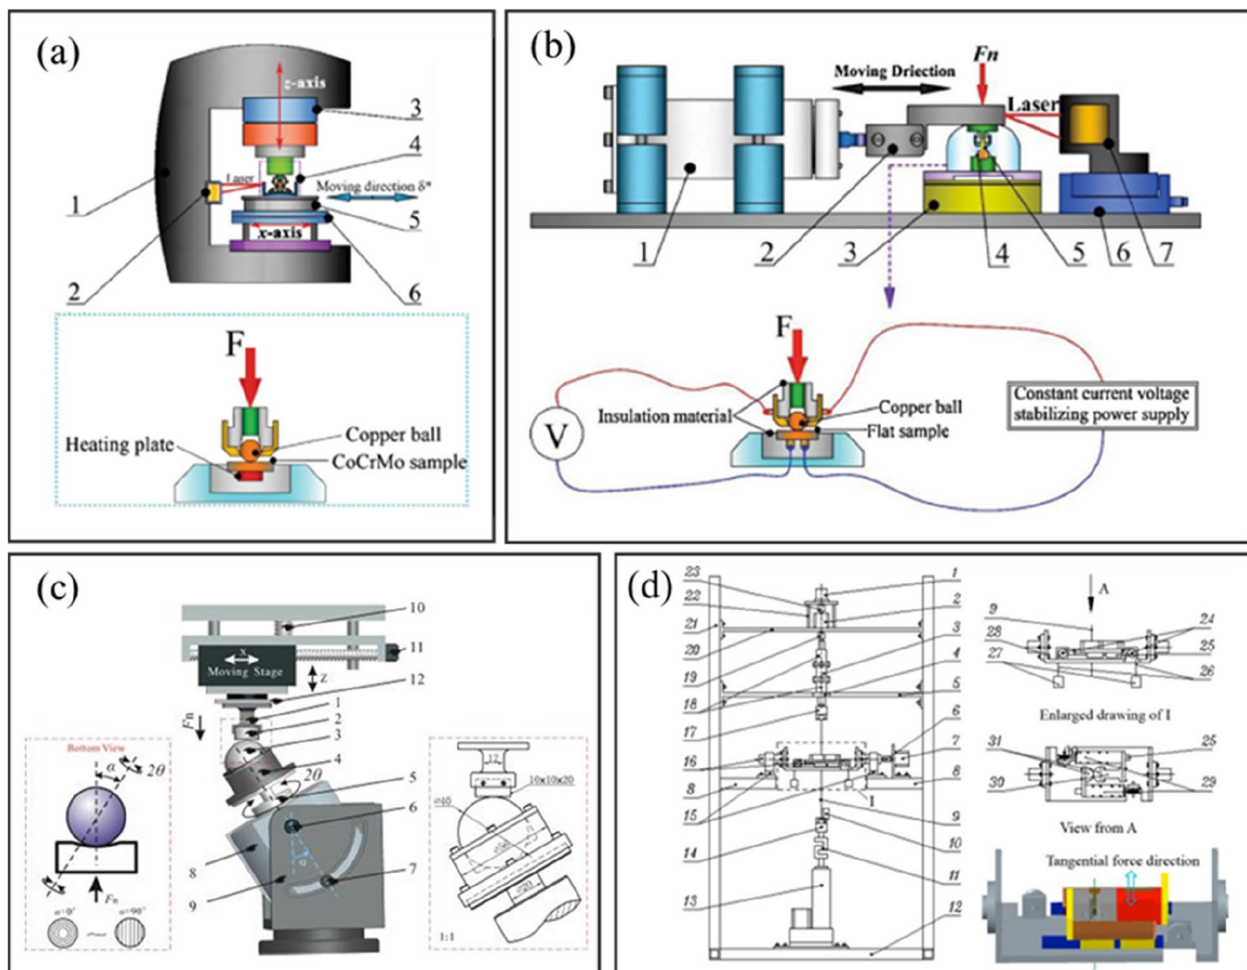 (a)
z-axis
3
4
Laser
Moving direction δ*
1
5
x-axis
2
6
F
Heating plate
Copper ball
CoCrMo sample
(b)
Fn
Moving Driection
Laser
1
2
3
4
5
6
7
F
Insulation material
Copper ball
Flat sample
V
Constant current voltage
stabilizing power supply
(c)
10
X
Moving Stage
11
Z
12
Fn
1
2
3
4
2θ
5
6
α
7
8
9
Bottom View
α
2θ
Fn
α=0°
α=90°
12
10x10x20
1:1
(d)
23
1
22
2
21
3
20
4
19
5
18
17
6
16
7
8
8
15
I
9
14
10
11
13
12
A
9
24
28
25
27
26
Enlarged drawing of I
31
25
30
29
View from A
Tangential force direction